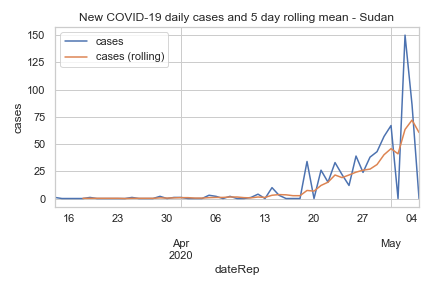 New COVID-19 daily cases and 5 day rolling mean - Sudan
cases
cases (rolling)
150
125
100
75
50
25
0
cases
16 23 30 06 13 20 27 04
Apr May
2020
dateRep